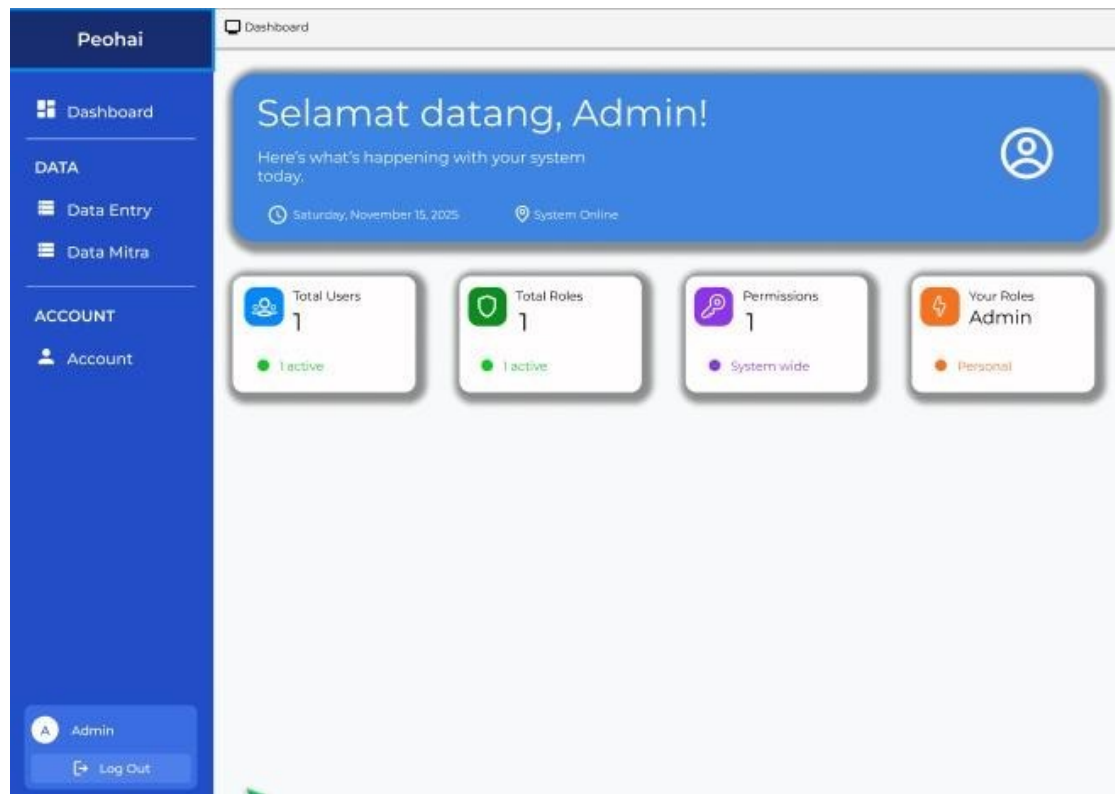 Peohai
Dashboard
Dashboard
DATA
Data Entry
Data Mitra
ACCOUNT
Account
A Admin
Log Out
Selamat datang, Admin!
Here's what's happening with your system
today.
Saturday, November 15, 2025 System Online
Total Users
1
1 active
Total Roles
1
1 active
Permissions
1
System wide
Your Roles
Admin
Personal